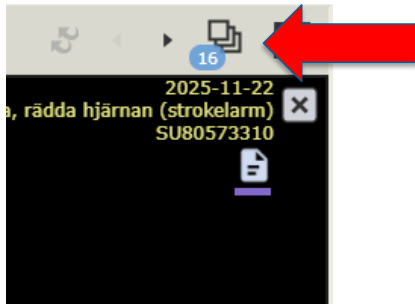 16
2025-11-22
, rädda hjärnan (strokelarm)
SU80573310